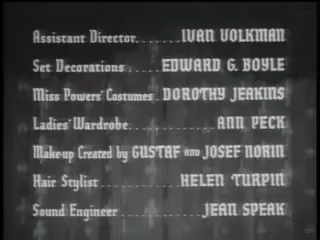 Assistant Director.......IVAN VOLKMAN
Set Decorations .....EDWARD G. BOYLE
Miss Powers' Costumes . DOROTHY JEAKINS
Ladies' Wardrobe.............ANN PECK
Make-up Created by GUSTAF and JOSEF NORIN
Hair Stylist............HELEN TURPIN
Sound Engineer ............JEAN SPEAK